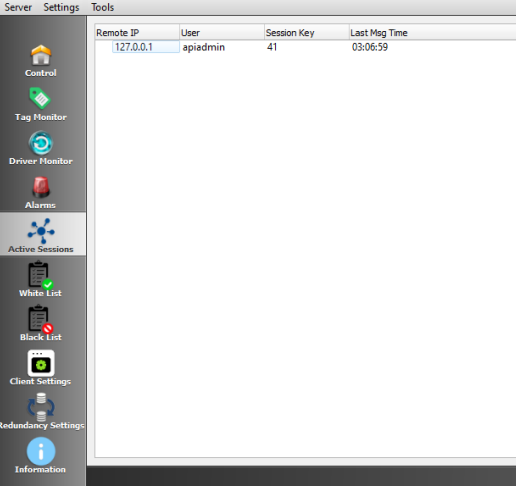 Server Settings Tools
Remote IP User Session Key Last Msg Time
127.0.0.1 apiadmin 41 03:06:59
Control
Tag Monitor
Driver Monitor
Alarms
Active Sessions
White List
Black List
Client Settings
Redundancy Settings
Information